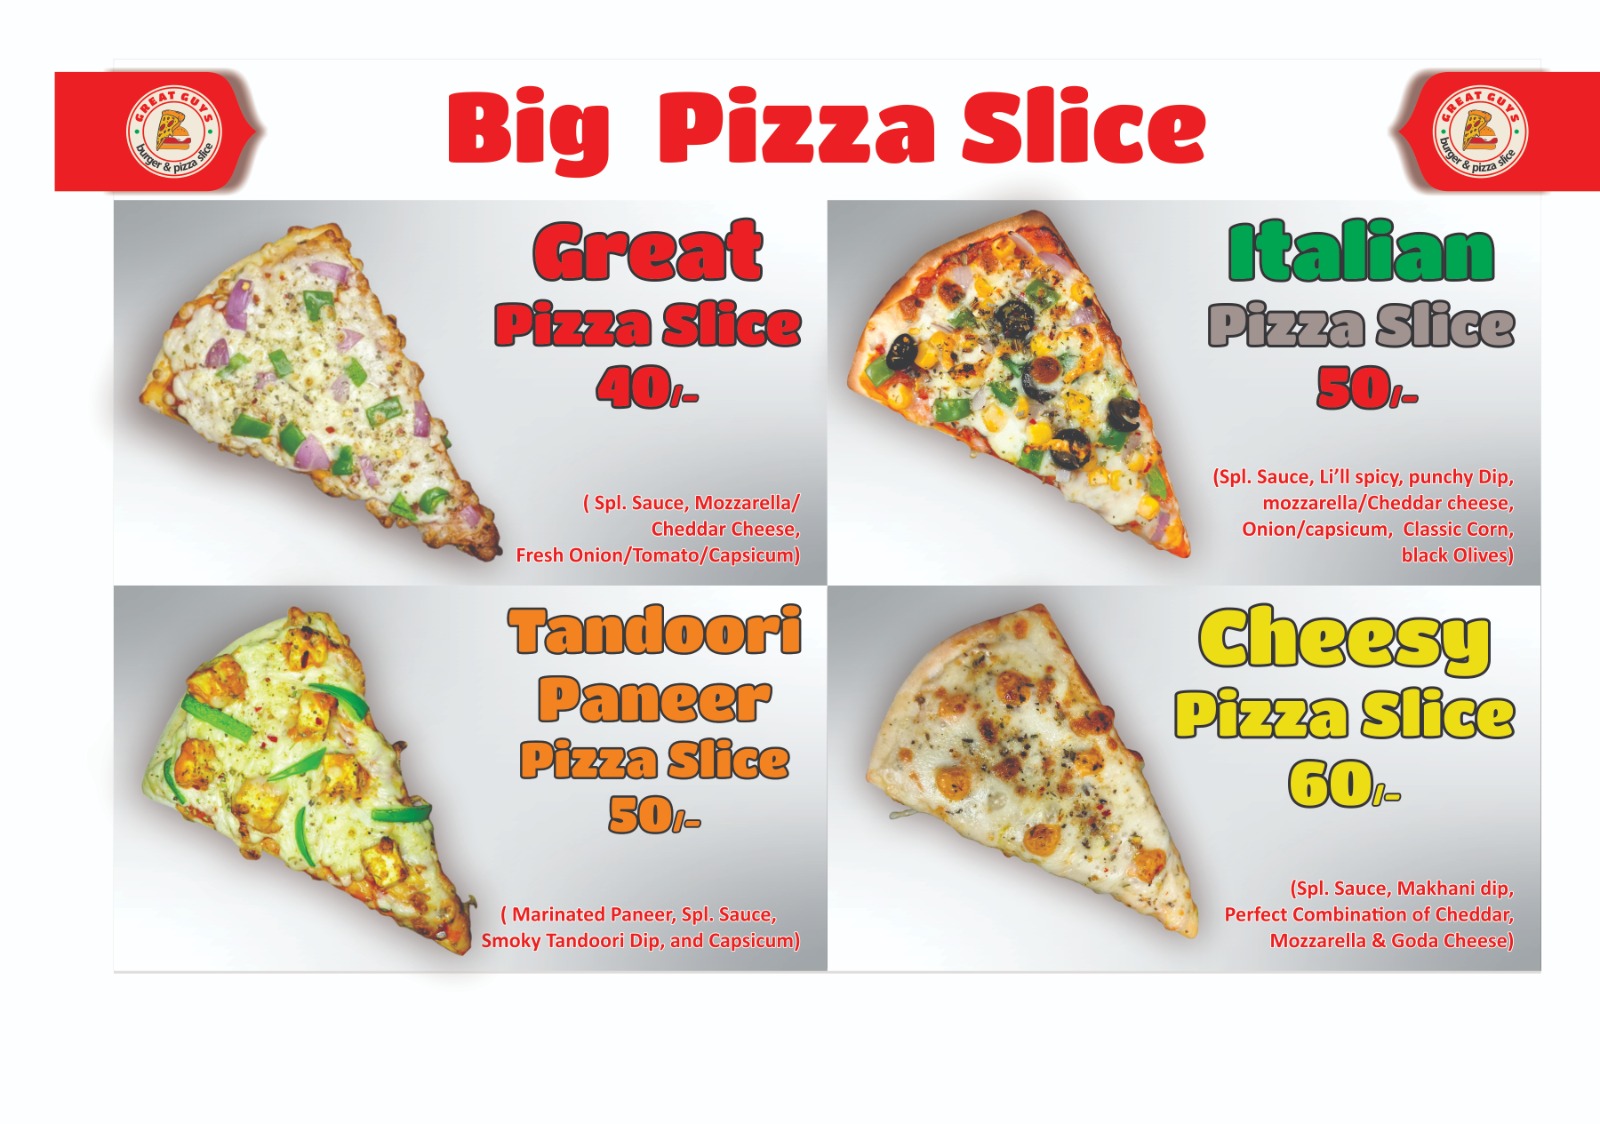 GREAT GUYS
burger & pizza slice
Big Pizza Slice
GREAT GUYS
burger & pizza slice
Great
Pizza Slice
40/-
( Spl. Sauce, Mozzarella/
Cheddar Cheese,
Fresh Onion/Tomato/Capsicum)
Italian
Pizza Slice
50/-
(Spl. Sauce, Li'll spicy, punchy Dip,
mozzarella/Cheddar cheese,
Onion/capsicum, Classic Corn,
black Olives)
Tandoori
Paneer
Pizza Slice
50/-
( Marinated Paneer, Spl. Sauce,
Smoky Tandoori Dip, and Capsicum)
Cheesy
Pizza Slice
60/-
(Spl. Sauce, Makhani dip,
Perfect Combination of Cheddar,
Mozzarella & Goda Cheese)